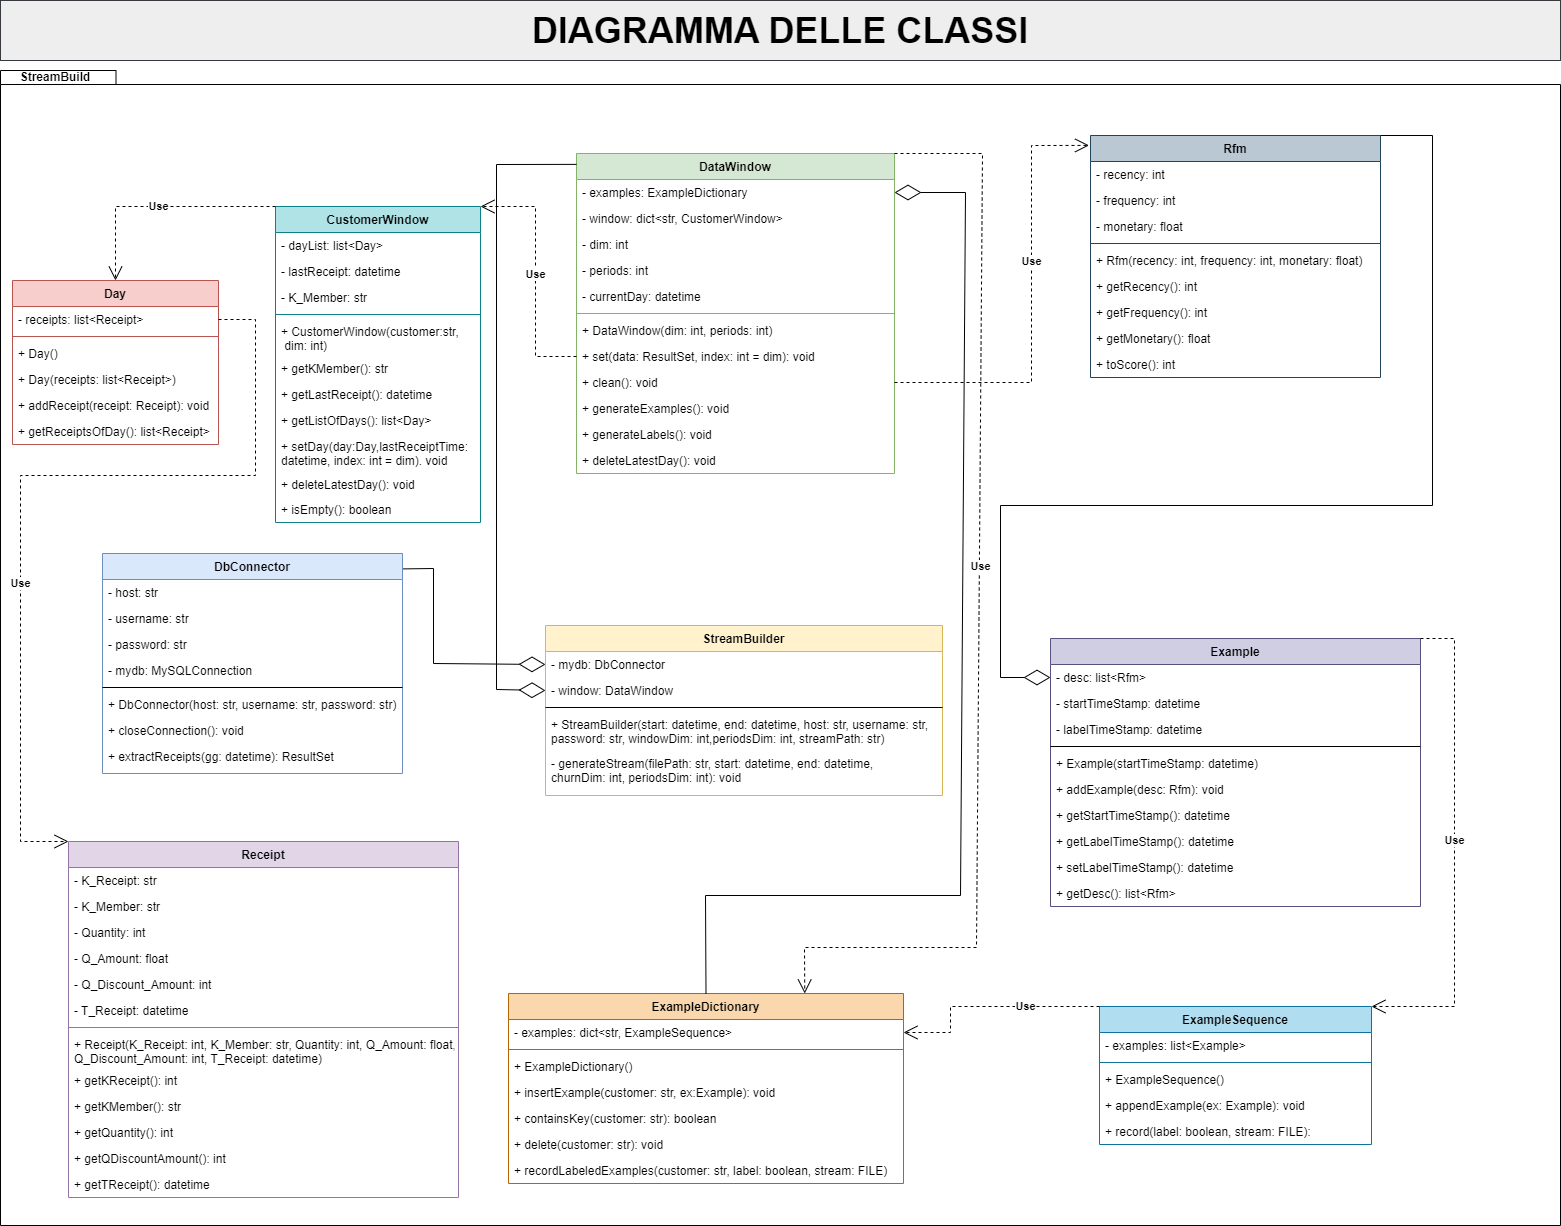 DIAGRAMMA DELLE CLASSI
StreamBuild
DataWindow
- examples: ExampleDictionary
- window: dict<str, CustomerWindow>
- dim: int
- periods: int
- currentDay: datetime
+ DataWindow(dim: int, periods: int)
+ set(data: ResultSet, index: int = dim): void
+ clean(): void
+ generateExamples(): void
+ generateLabels(): void
+ deleteLatestDay(): void
Rfm
- recency: int
- frequency: int
- monetary: float
+ Rfm(recency: int, frequency: int, monetary: float)
+ getRecency(): int
+ getFrequency(): int
+ getMonetary(): float
+ toScore(): int
Use
CustomerWindow
- dayList: list<Day>
- lastReceipt: datetime
- K_Member: str
+ CustomerWindow(customer:str,
dim: int)
+ getKMember(): str
+ getLastReceipt(): datetime
+ getListOfDays(): list<Day>
+ setDay(day:Day,lastReceiptTime:
datetime, index: int = dim). void
+ deleteLatestDay(): void
+ isEmpty(): boolean
Use
Use
Day
- receipts: list<Receipt>
+ Day()
+ Day(receipts: list<Receipt>)
+ addReceipt(receipt: Receipt): void
+ getReceiptsOfDay(): list<Receipt>
Use
Use
DbConnector
- host: str
- username: str
- password: str
- mydb: MySQLConnection
+ DbConnector(host: str, username: str, password: str)
+ closeConnection(): void
+ extractReceipts(gg: datetime): ResultSet
StreamBuilder
- mydb: DbConnector
- window: DataWindow
+ StreamBuilder(start: datetime, end: datetime, host: str, username: str,
password: str, windowDim: int,periodsDim: int, streamPath: str)
- generateStream(filePath: str, start: datetime, end: datetime,
churnDim: int, periodsDim: int): void
Example
- desc: list<Rfm>
- startTimeStamp: datetime
- labelTimeStamp: datetime
+ Example(startTimeStamp: datetime)
+ addExample(desc: Rfm): void
+ getStartTimeStamp(): datetime
+ getLabelTimeStamp(): datetime
+ setLabelTimeStamp(): datetime
+ getDesc(): list<Rfm>
Use
Receipt
- K_Receipt: str
- K_Member: str
- Quantity: int
- Q_Amount: float
- Q_Discount_Amount: int
- T_Receipt: datetime
+ Receipt(K_Receipt: int, K_Member: str, Quantity: int, Q_Amount: float,
Q_Discount_Amount: int, T_Receipt: datetime)
+ getKReceipt(): int
+ getKMember(): str
+ getQuantity(): int
+ getQDiscountAmount(): int
+ getTReceipt(): datetime
ExampleDictionary
- examples: dict<str, ExampleSequence>
+ ExampleDictionary()
+ insertExample(customer: str, ex:Example): void
+ containsKey(customer: str): boolean
+ delete(customer: str): void
+ recordLabeledExamples(customer: str, label: boolean, stream: FILE)
Use
ExampleSequence
- examples: list<Example>
+ ExampleSequence()
+ appendExample(ex: Example): void
+ record(label: boolean, stream: FILE):